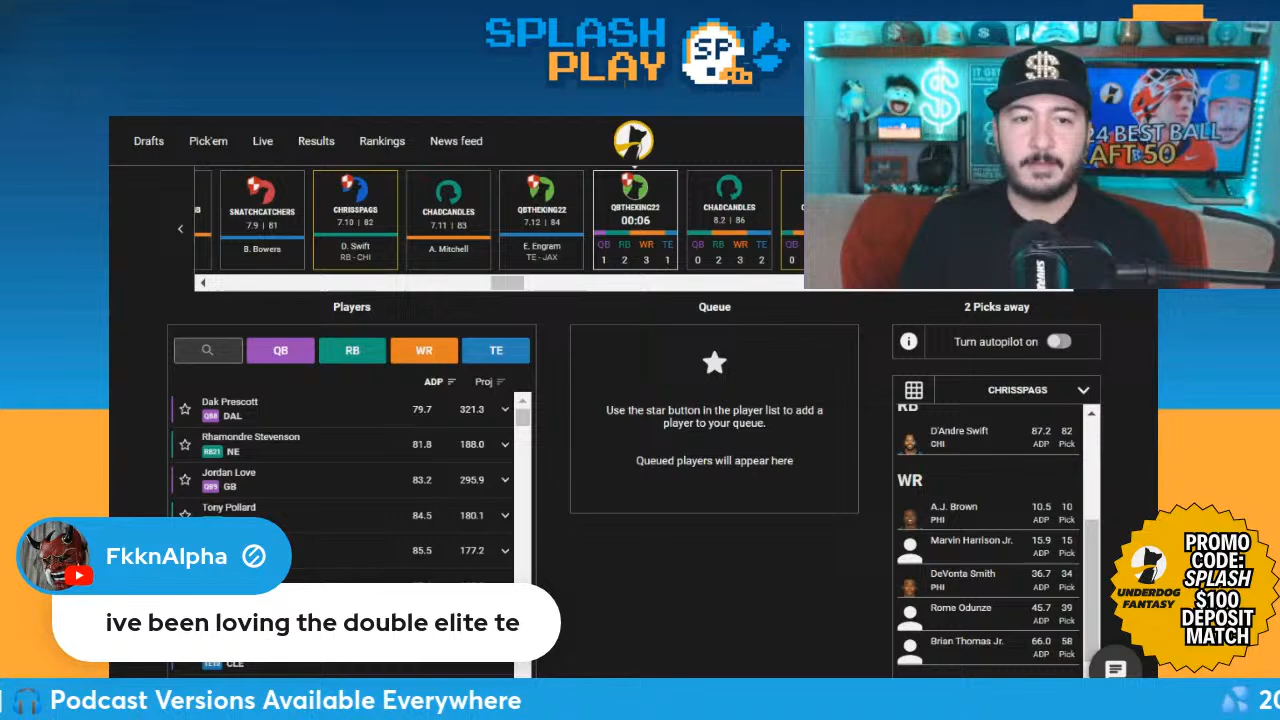 SPLASH
PLAY
SP
IT GET
24 BEST BALL
DRAFT 50
Drafts
Pick'em
Live
Results
Rankings
News feed
SNATCHCATCHERS
7.9 | 81
B. Bowers
CHRISSPAGS
7.10 | 82
D. Swift
RB - CHI
CHADCANDLES
7.11 | 83
A. Mitchell
QBTHEKING22
7.12 | 84
E. Engram
TE - JAX
QBTHEKING22
00:06
QB RB WR TE
1 2 3 1
CHADCANDLES
8.2 | 86
QB RB WR TE
0 2 3 2
QB
0
Players
Queue
2 Picks away
QB
RB
WR
TE
ADP
Proj
Dak Prescott
QB8 DAL
79.7
321.3
Rhamondre Stevenson
RB21 NE
81.8
188.0
Jordan Love
QB9 GB
83.2
295.9
Tony Pollard
84.5
180.1
85.5
177.2
TE10 CLE
Use the star button in the player list to add a
player to your queue.
Queued players will appear here
Turn autopilot on
CHRISSPAGS
RB
D'Andre Swift 87.2 82
CHI ADP Pick
WR
A.J. Brown 10.5 10
PHI ADP Pick
Marvin Harrison Jr. 15.9 15
ADP Pick
DeVonta Smith 36.7 34
PHI ADP Pick
Rome Odunze 45.7 39
ADP Pick
Brian Thomas Jr. 66.0 58
ADP Pick
FkknAlpha
ive been loving the double elite te
UNDERDOG
FANTASY
PROMO
CODE:
SPLASH
$100
DEPOSIT
MATCH
Podcast Versions Available Everywhere
20